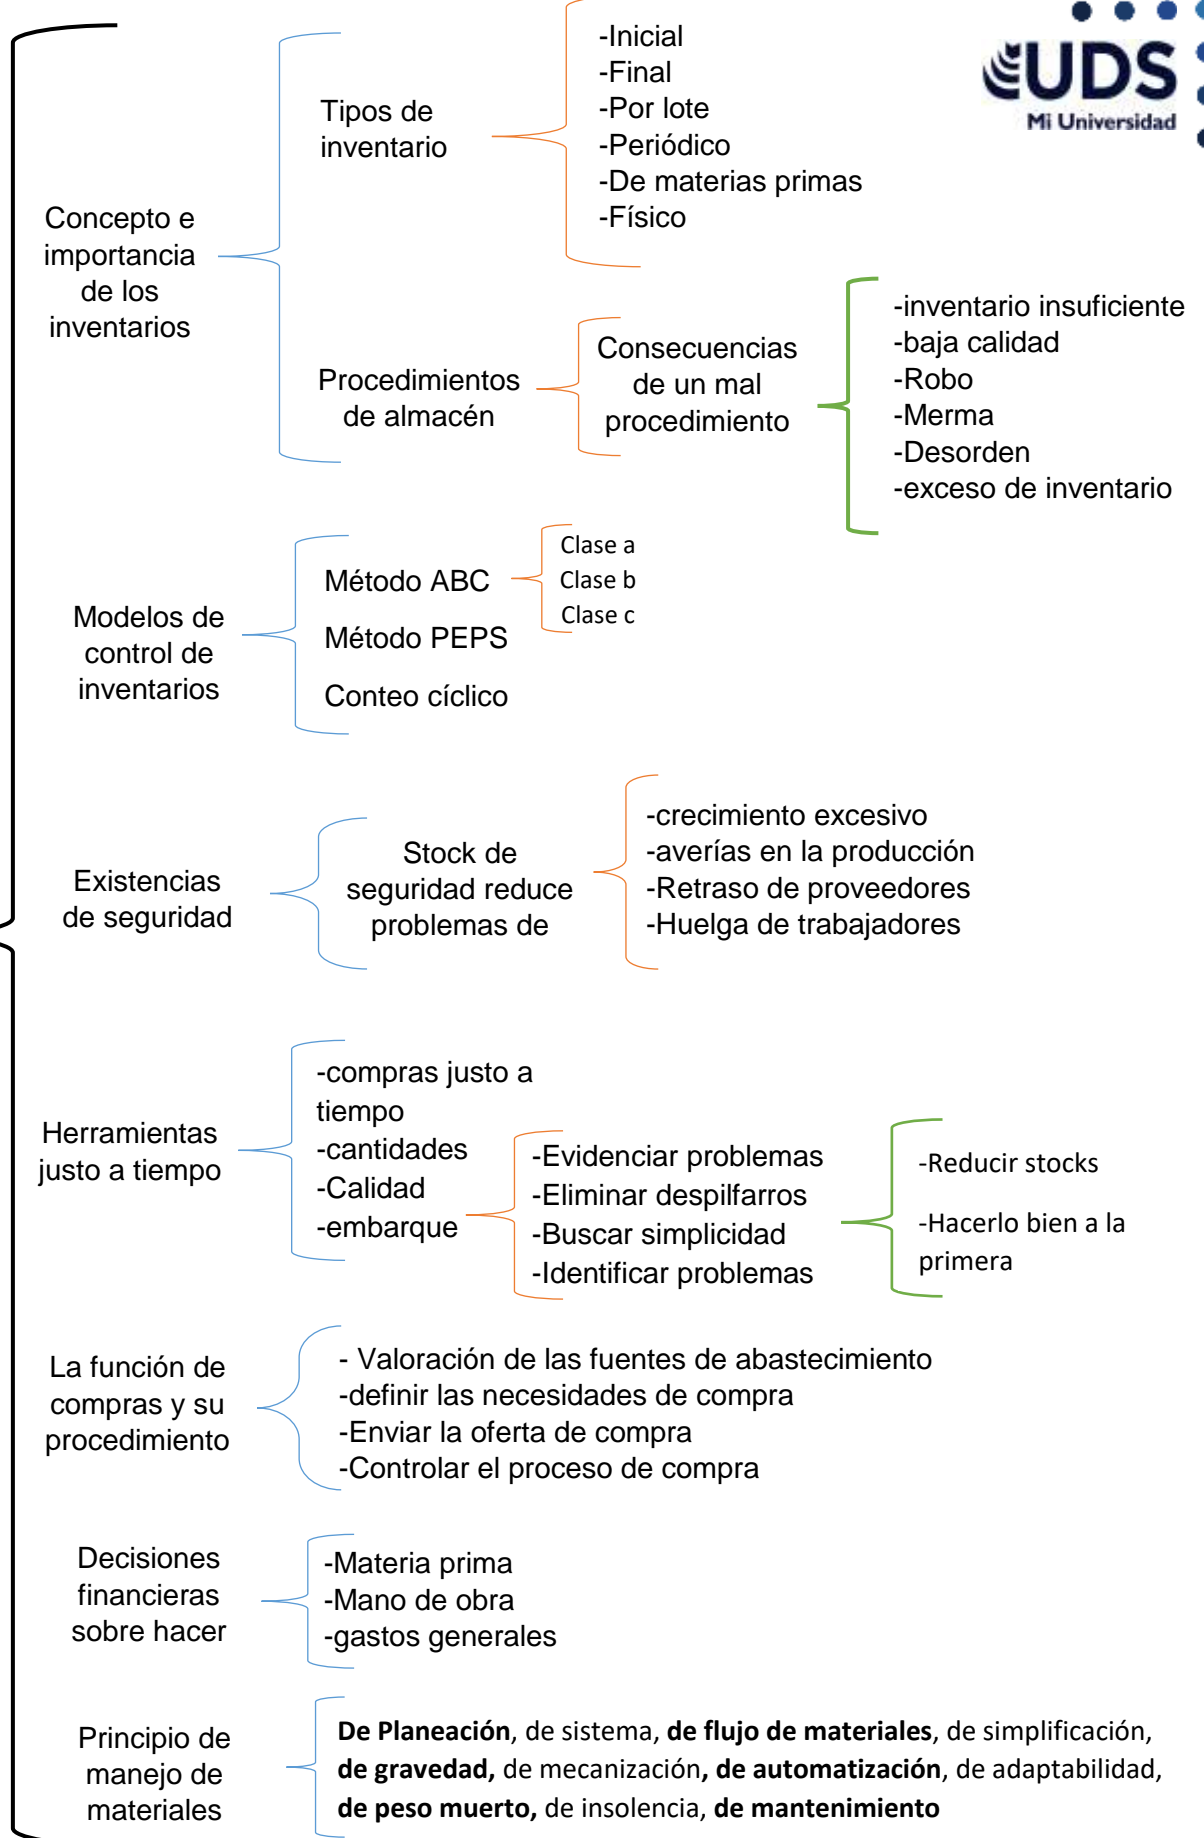 UDS
Mi Universidad
-Inicial
-Final
-Por lote
-Periódico
-De materias primas
-Físico
Tipos de
inventario
Concepto e
importancia
de los
inventarios
Procedimientos
de almacén
Consecuencias
de un mal
procedimiento
-inventario insuficiente
-baja calidad
-Robo
-Merma
-Desorden
-exceso de inventario
Modelos de
control de
inventarios
Método ABC
Clase a
Clase b
Clase c
Método PEPS
Conteo cíclico
Existencias
de seguridad
Stock de
seguridad reduce
problemas de
-crecimiento excesivo
-averías en la producción
-Retraso de proveedores
-Huelga de trabajadores
Herramientas
justo a tiempo
-compras justo a
tiempo
-cantidades
-Calidad
-embarque
-Evidenciar problemas
-Eliminar despilfarros
-Buscar simplicidad
-Identificar problemas
-Reducir stocks
-Hacerlo bien a la
primera
La función de
compras y su
procedimiento
- Valoración de las fuentes de abastecimiento
-definir las necesidades de compra
-Enviar la oferta de compra
-Controlar el proceso de compra
Decisiones
financieras
sobre hacer
-Materia prima
-Mano de obra
-gastos generales
Principio de
manejo de
materiales
De Planeación, de sistema, de flujo de materiales, de simplificación,
de gravedad, de mecanización, de automatización, de adaptabilidad,
de peso muerto, de insolencia, de mantenimiento